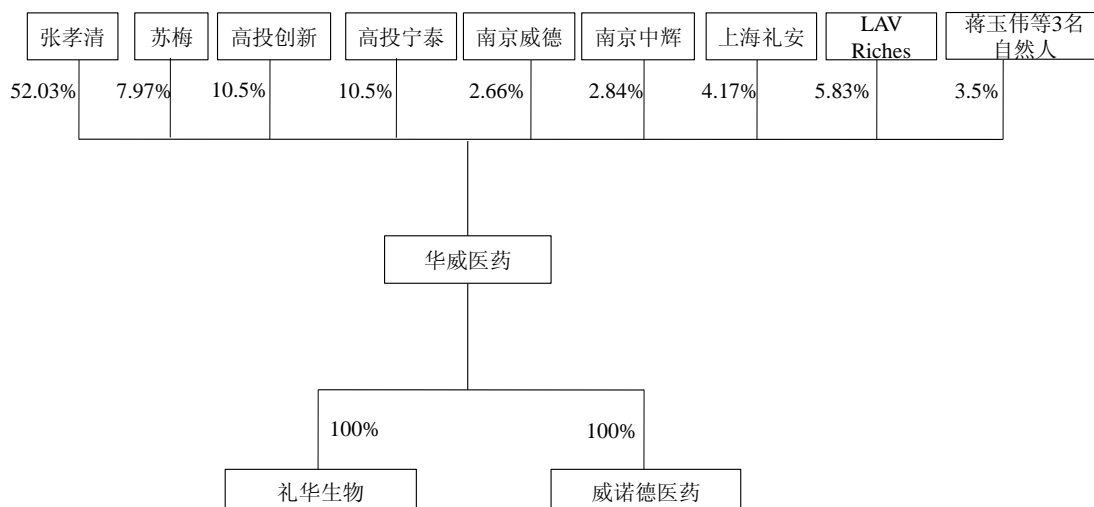 张孝清
苏梅
高投创新
高投宁泰
南京威德
南京中辉
上海礼安
LAV
Riches
蒋玉伟等3名
自然人
52.03%
7.97%
10.5%
10.5%
2.66%
2.84%
4.17%
5.83%
3.5%
华威医药
100%
100%
礼华生物
威诺德医药